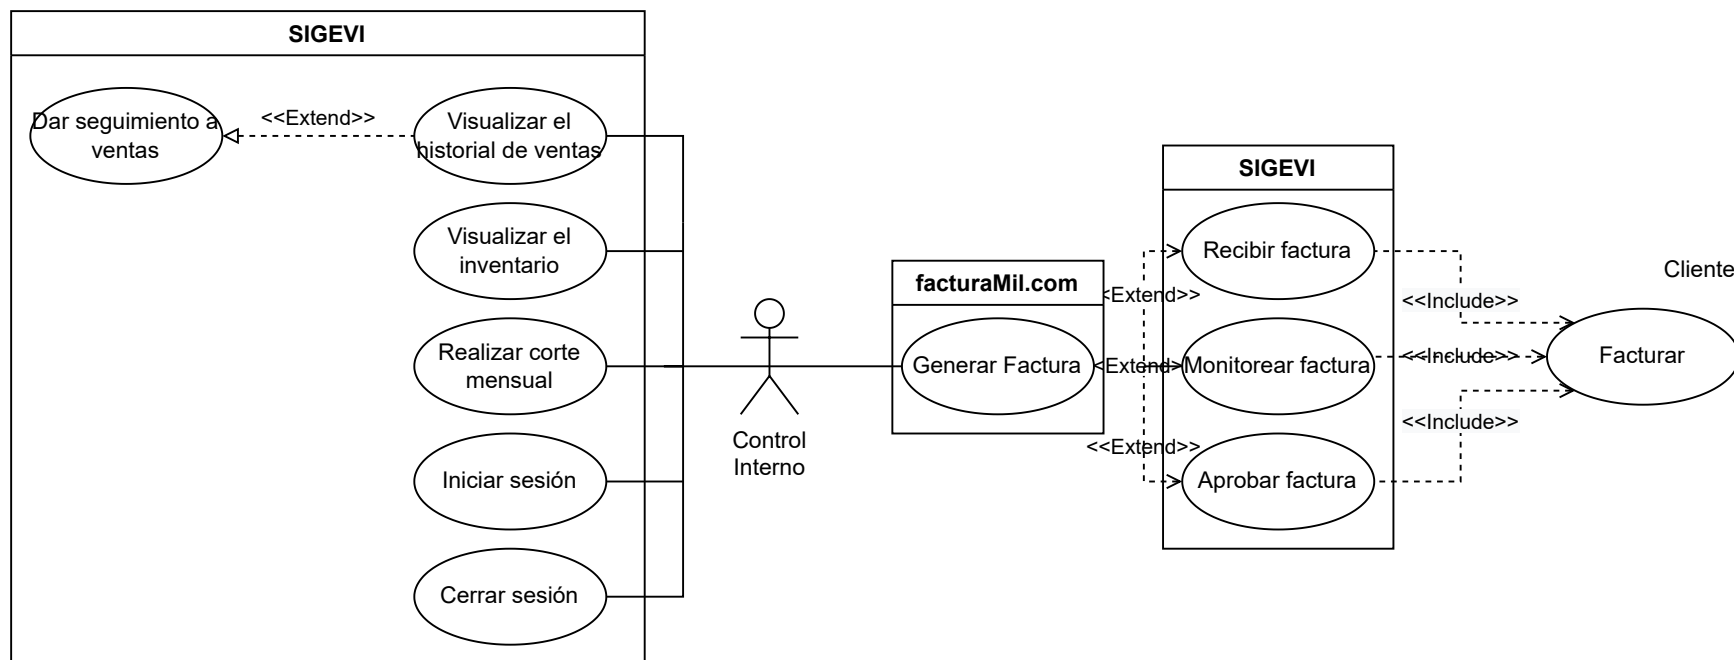 SIGEVI
Dar seguimiento a
ventas
<<Extend>>
Visualizar el
historial de ventas
Visualizar el
inventario
Realizar corte
mensual
Iniciar sesión
Cerrar sesión
Control
Interno
facturaMil.com
Generar Factura
<Extend>>
<Extend>
<<Extend>>
SIGEVI
Recibir factura
Monitorear factura
Aprobar factura
<<Include>>
<<Include>>
<<Include>>
Cliente
Facturar